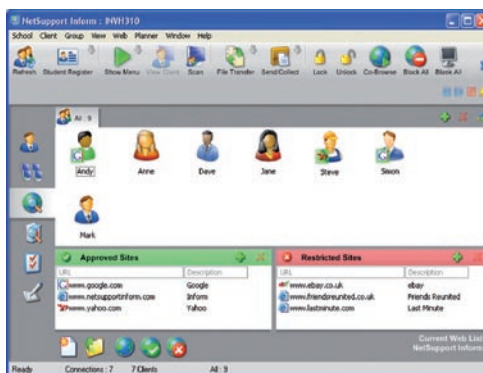 NetSupport Inform : INVH310
School Client Group View Web Planner Window Help
Refresh Student Register Show Menu View Client Scan File Transfer Send/Collect Lock Unlock Co-Browse Block All Blank All
All : 9
Andy Anne Dave Jane Steve Simon
Mark
Approved Sites Restricted Sites
URL Description URL Description
www.google.com Google www.ebay.co.uk ebay
www.netsupportinform.com Inform www.friendsreunited.co.uk Friends Reunited
www.yahoo.com Yahoo www.lastminute.com Last Minute
Current Web List
NetSupport Inform
Ready Connections : 7 7 Clients All : 9